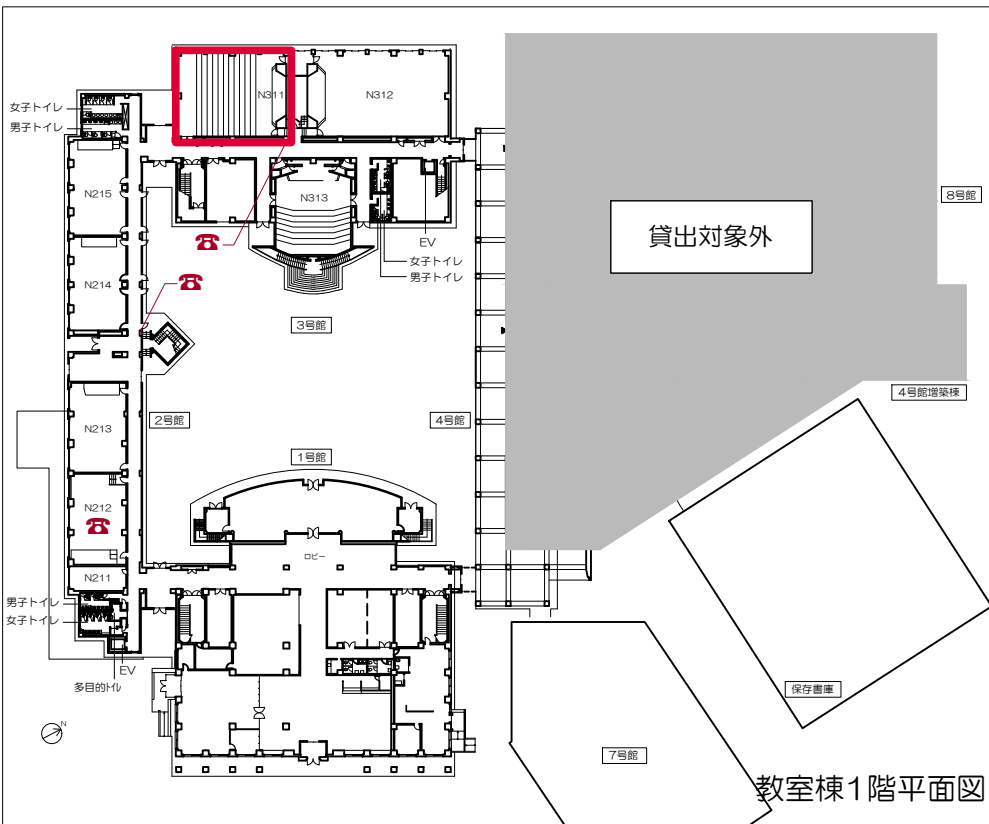 N311
N312
女子トイレ
男子トイレ
N215
N313
8号館
貸出対象外
EV
女子トイレ
男子トイレ
N214
3号館
4号館増築棟
N213
2号館
4号館
1号館
N212
ロビー
N211
男子トイレ
女子トイレ
EV
多目的トイレ
保存書庫
N
7号館
教室棟1階平面図